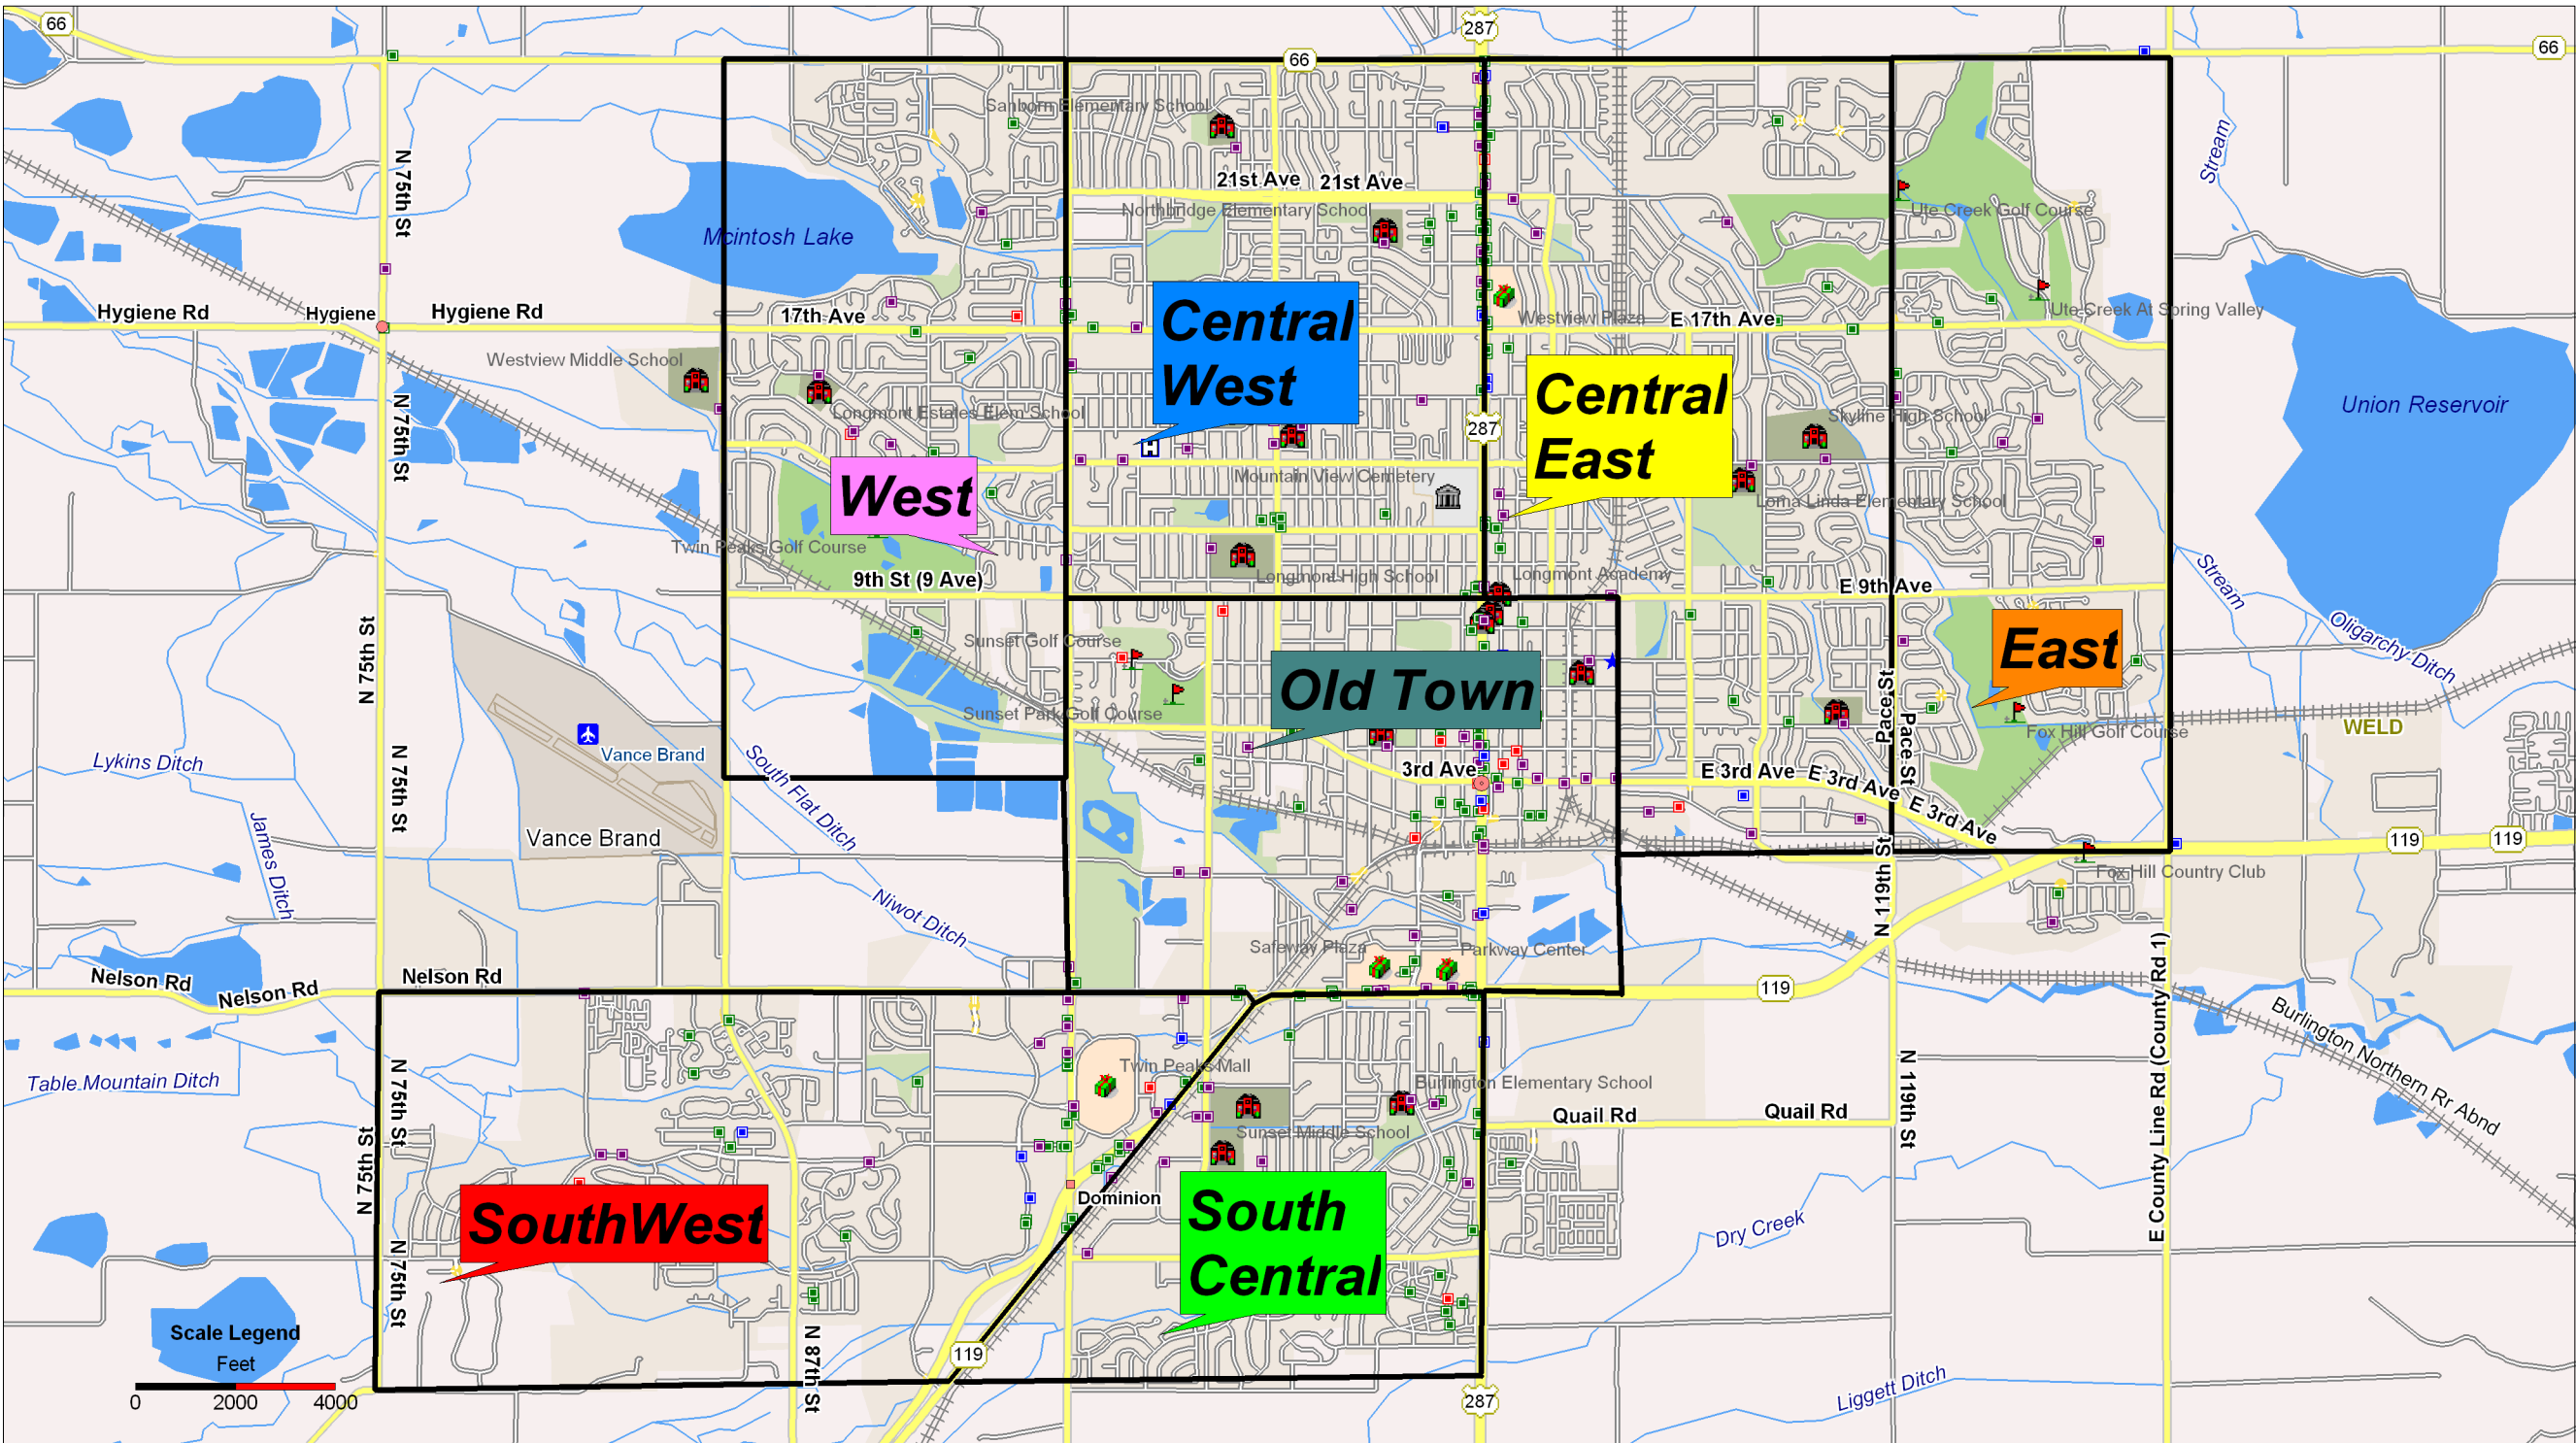 66
287
66
66
Sanborn Elementary School
N 75th St
Stream
21st Ave
21st Ave
Northbridge Elementary School
Ute Creek Golf Course
Mcintosh Lake
Hygiene Rd
Hygiene
Hygiene Rd
17th Ave
Westview Plaza
E 17th Ave
Ute Creek At Spring Valley
Central
West
Westview Middle School
Central
East
Longmont Estates Elem School
Skyline High School
Union Reservoir
N 75th St
287
West
Mountain View Cemetery
Loma Linda Elementary School
Twin Peaks Golf Course
9th St (9 Ave)
Longmont High School
Longmont Academy
E 9th Ave
Stream
Oligarchy Ditch
N 75th St
Sunset Golf Course
East
Old Town
Sunset Park Golf Course
Pace St
Pace St
Fox Hill Golf Course
WELD
Vance Brand
Lykins Ditch
N 75th St
South Flat Ditch
3rd Ave
E 3rd Ave
E 3rd Ave
E 3rd Ave
James Ditch
Vance Brand
119
119
N 119th St
Fox Hill Country Club
Niwot Ditch
Safeway Plaza
Parkway Center
Nelson Rd
Nelson Rd
Nelson Rd
119
E County Line Rd (County Rd 1)
Burlington Northern Rr Abnd
Table Mountain Ditch
N 75th St
Twin Peaks Mall
Burlington Elementary School
N 119th St
Quail Rd
Quail Rd
Sunset Middle School
N 75th St
Dominion
SouthWest
South
Central
Dry Creek
N 75th St
Scale Legend
Feet
0 2000 4000
N 87th St
119
287
Liggett Ditch